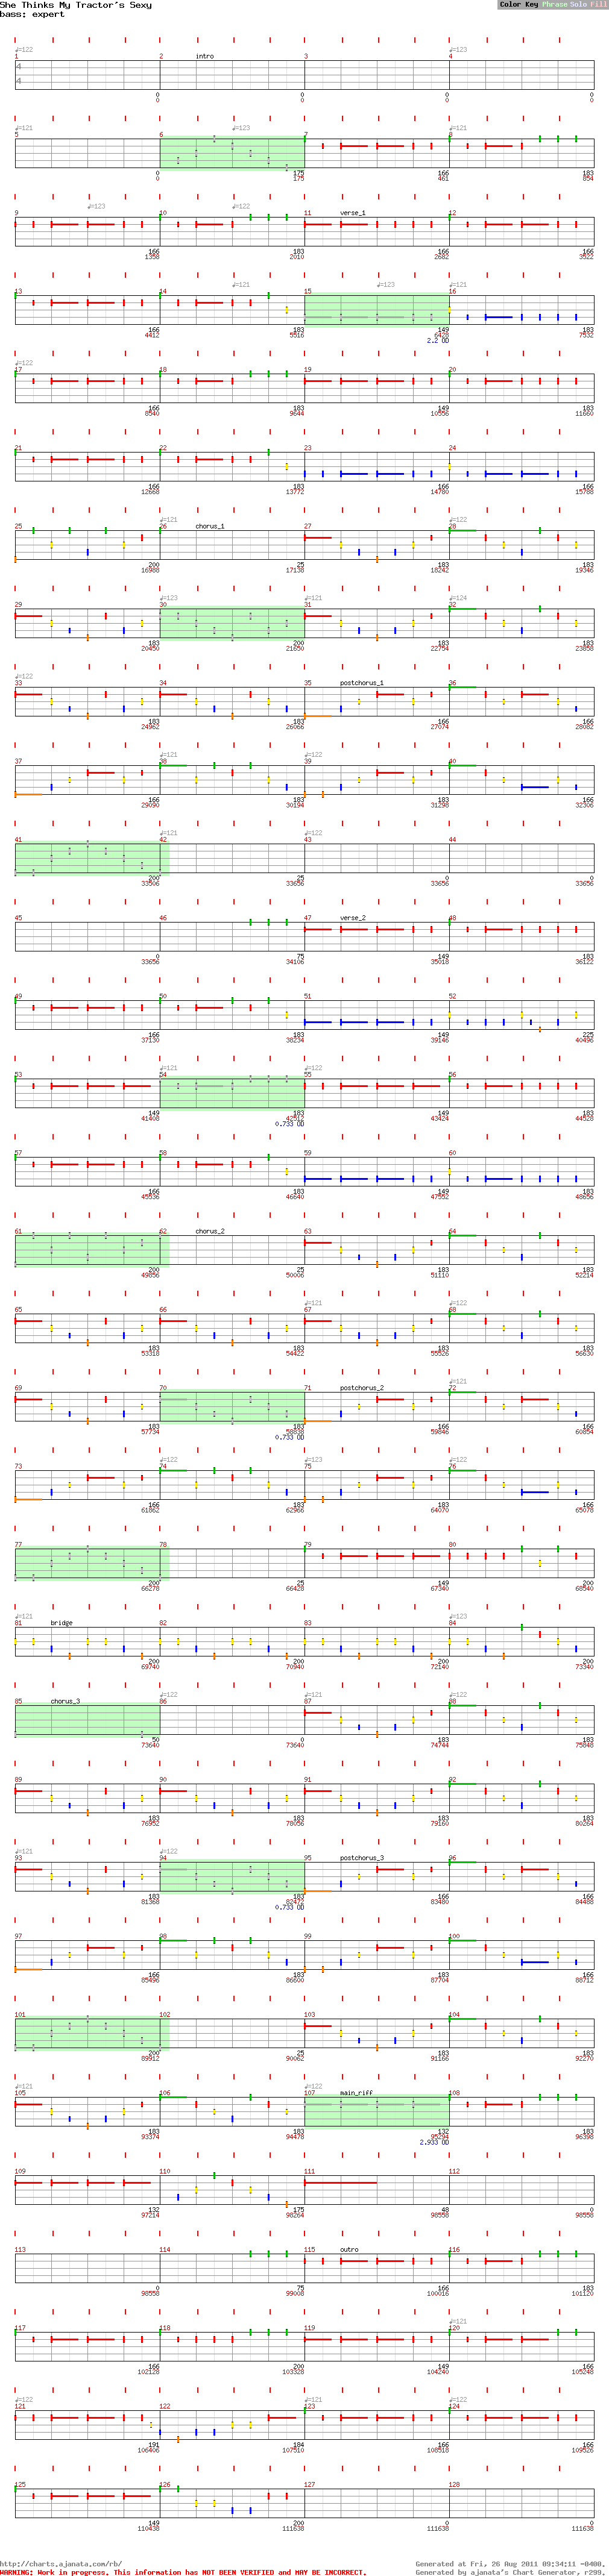 She Thinks My Tractor's Sexy
bass: expert
Color Key Phrase Solo Fill
♩=122 ♩=123
1 2 intro 3 4
4
4
0 0 0
0 0 0
♩=121 ♩=123 ♩=121
5 6 7 8
0 175 166 183
0 175 461 854
♩=123 ♩=122
9 10 11 verse_1 12
166 183 166 166
1358 2010 2682 3522
♩=121 ♩=123 ♩=121
13 14 15 16
166 183 149 183
4412 5516 6428 7532
2.2 OD
♩=122
17 18 19 20
166 183 149 166
8540 9644 10556 11660
21 22 23 24
166 183 166 166
12668 13772 14780 15788
♩=121 ♩=122
25 26 chorus_1 27 28
200 25 183 183
16988 17138 18242 19346
♩=123 ♩=121 ♩=124
29 30 31 32
183 200 183 183
20450 21650 22754 23858
♩=122
33 34 35 postchorus_1 36
183 183 166 166
24962 26066 27074 28082
♩=121 ♩=122
37 38 39 40
166 183 183 166
29090 30194 31298 32306
♩=121 ♩=122
41 42 43 44
200 25 0 0
33506 33656 33656 33656
45 46 47 verse_2 48
0 75 149 183
33656 34106 35018 36122
49 50 51 52
166 183 149 225
37130 38234 39146 40496
♩=121 ♩=122
53 54 55 56
149 183 149 183
41408 42512 43424 44528
0.733 OD
57 58 59 60
166 183 149 183
45536 46640 47552 48656
61 62 chorus_2 63 64
200 25 183 183
49856 50006 51110 52214
♩=121 ♩=122
65 66 67 68
183 183 183 183
53318 54422 55526 56630
♩=121
69 70 71 postchorus_2 72
183 183 166 166
57734 58838 59846 60854
0.733 OD
♩=122 ♩=123 ♩=122
73 74 75 76
166 183 183 166
61862 62966 64070 65078
77 78 79 80
200 25 149 200
66278 66428 67340 68540
♩=121 ♩=123
81 bridge 82 83 84
200 200 200 200
69740 70940 72140 73340
♩=122 ♩=121 ♩=122
85 chorus_3 86 87 88
50 0 183 183
73640 73640 74744 75848
89 90 91 92
183 183 183 183
76952 78056 79160 80264
♩=121 ♩=122
93 94 95 postchorus_3 96
183 183 166 166
81368 82472 83480 84488
0.733 OD
97 98 99 100
166 183 183 166
85496 86600 87704 88712
101 102 103 104
200 25 183 183
89912 90062 91166 92270
♩=121 ♩=122
105 106 107 main_riff 108
183 183 132 183
93374 94478 95294 96398
2.933 OD
109 110 111 112
132 175 48 0
97214 98264 98558 98558
113 114 115 outro 116
0 75 166 183
98558 99008 100016 101120
♩=121
117 118 119 120
166 200 149 166
102128 103328 104240 105248
♩=122 ♩=121 ♩=122
121 122 123 124
191 184 166 166
106406 107510 108518 109526
125 126 127 128
149 200 0 0
110438 111638 111638 111638
http://charts.ajanata.com/rb/ Generated at Fri, 26 Aug 2011 09:34:11 -0400.
WARNING: Work in progress. This information has NOT BEEN VERIFIED and MAY BE INCORRECT. Generated by ajanata's Chart Generator, r299.